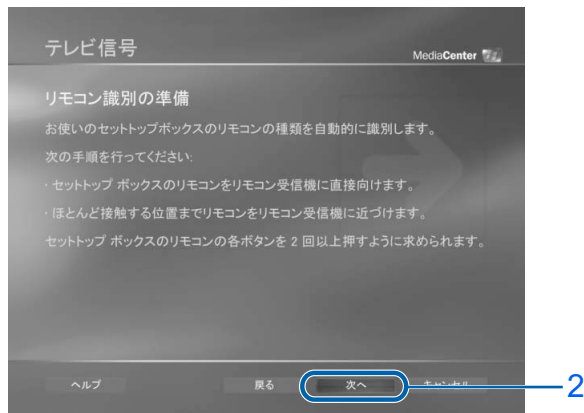 テレビ信号
MediaCenter
リモコン識別の準備
お使いのセットトップボックスのリモコンの種類を自動的に識別します。
次の手順を行ってください:
・セットトップ ボックスのリモコンをリモコン受信機に直接向けます。
・ほとんど接触する位置までリモコンをリモコン受信機に近づけます。
セットトップ ボックスのリモコンの各ボタンを 2 回以上押すように求められます。
ヘルプ 戻る 次へ キャンセル 2